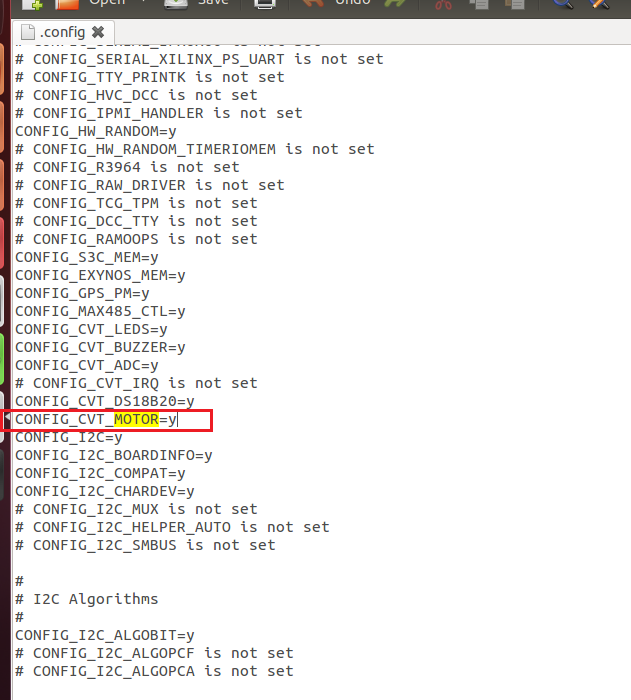 Open
Save
Undo
.config
# CONFIG_SERIAL_XILINX_PS_UART is not set
# CONFIG_TTY_PRINTK is not set
# CONFIG_HVC_DCC is not set
# CONFIG_IPMI_HANDLER is not set
CONFIG_HW_RANDOM=y
# CONFIG_HW_RANDOM_TIMERIOMEM is not set
# CONFIG_R3964 is not set
# CONFIG_RAW_DRIVER is not set
# CONFIG_TCG_TPM is not set
# CONFIG_DCC_TTY is not set
# CONFIG_RAMOOPS is not set
CONFIG_S3C_MEM=y
CONFIG_EXYNOS_MEM=y
CONFIG_GPS_PM=y
CONFIG_MAX485_CTL=y
CONFIG_CVT_LEDS=y
CONFIG_CVT_BUZZER=y
CONFIG_CVT_ADC=y
# CONFIG_CVT_IRQ is not set
CONFIG_CVT_DS18B20=y
CONFIG_CVT_MOTOR=y
CONFIG_I2C=y
CONFIG_I2C_BOARDINFO=y
CONFIG_I2C_COMPAT=y
CONFIG_I2C_CHARDEV=y
# CONFIG_I2C_MUX is not set
# CONFIG_I2C_HELPER_AUTO is not set
# CONFIG_I2C_SMBUS is not set
#
# I2C Algorithms
#
CONFIG_I2C_ALGOBIT=y
# CONFIG_I2C_ALGOPCF is not set
# CONFIG_I2C_ALGOPCA is not set